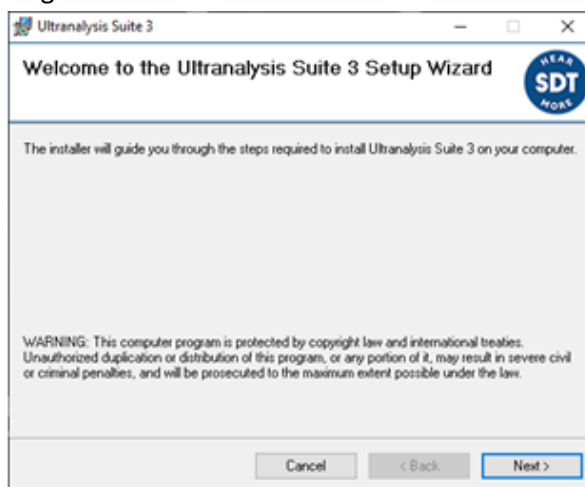 Ultranalysis Suite 3
Welcome to the Ultranalysis Suite 3 Setup Wizard
HEAR
SDT
MORE
The installer will guide you through the steps required to install Ultranalysis Suite 3 on your computer.
WARNING: This computer program is protected by copyright law and international treaties.
Unauthorized duplication or distribution of this program, or any portion of it, may result in severe civil
or criminal penalties, and will be prosecuted to the maximum extent possible under the law.
Cancel
< Back
Next >